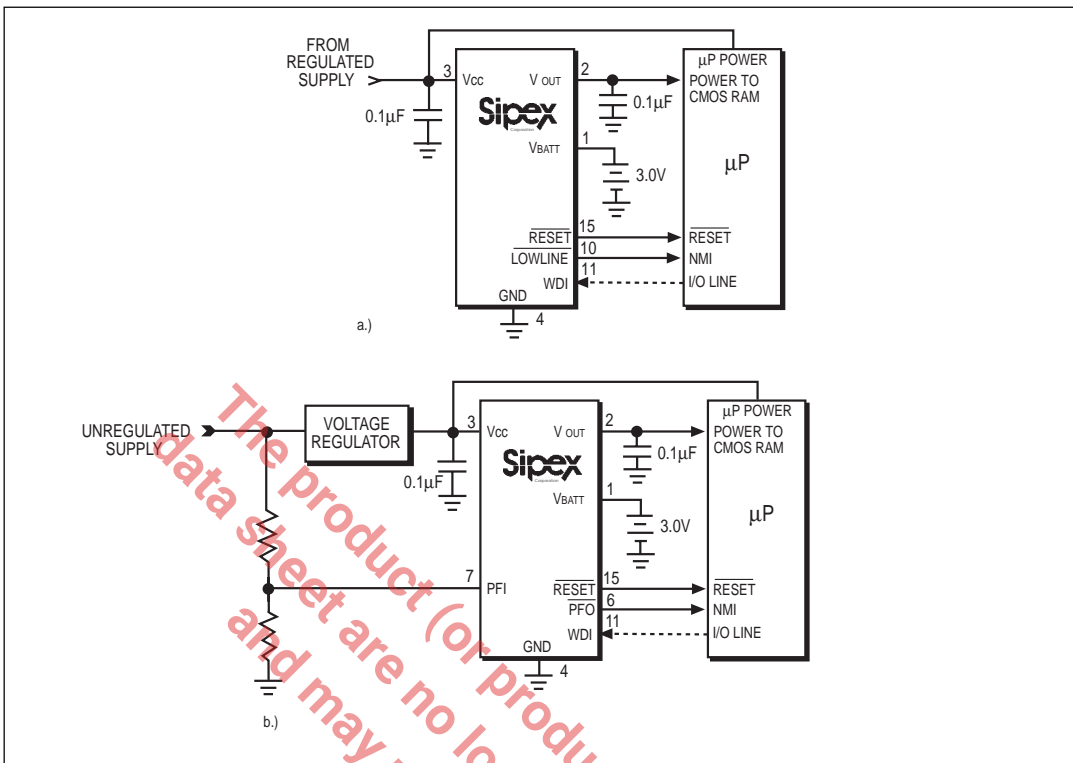 FROM
REGULATED
SUPPLY
3
Vcc
0.1µF
Sipex
Corporation
V OUT
2
0.1µF
VBATT
1
3.0V
RESET
15
LOWLINE
10
WDI
11
GND
4
µP POWER
POWER TO
CMOS RAM
µP
RESET
NMI
I/O LINE
a.)
UNREGULATED
SUPPLY
VOLTAGE
REGULATOR
3
Vcc
0.1µF
Sipex
Corporation
V OUT
2
0.1µF
VBATT
1
3.0V
7
PFI
RESET
15
PFO
6
WDI
11
GND
4
µP POWER
POWER TO
CMOS RAM
µP
RESET
NMI
I/O LINE
b.)
The product (or produ
data sheet are no lo
and may